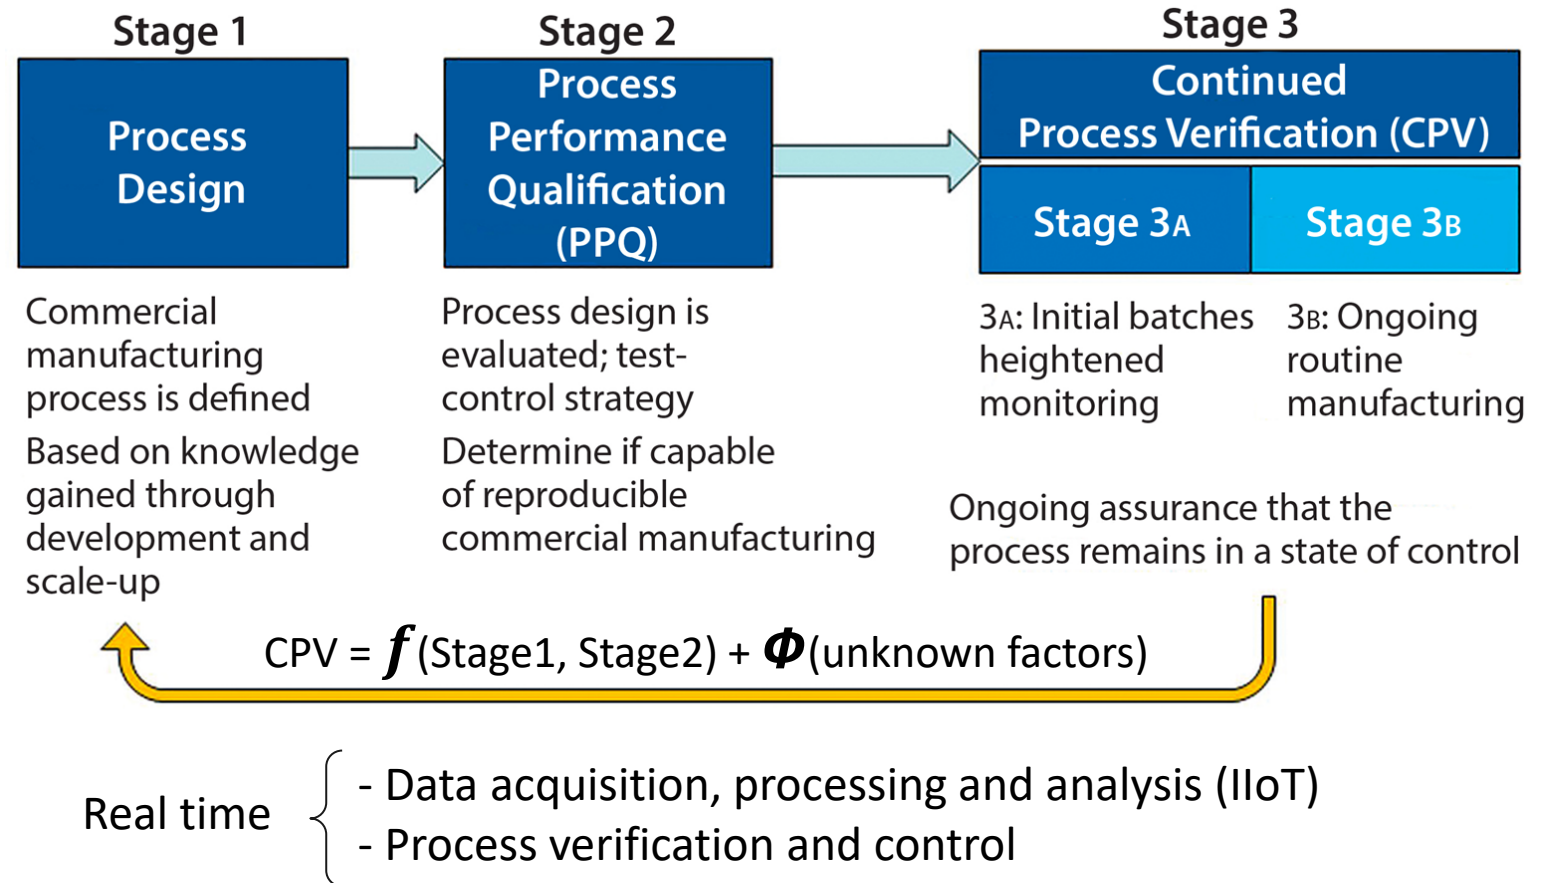 Stage 1
Process
Design
Commercial
manufacturing
process is defined
Based on knowledge
gained through
development and
scale-up
Stage 2
Process
Performance
Qualification
(PPQ)
Process design is
evaluated; test-
control strategy
Determine if capable
of reproducible
commercial manufacturing
Stage 3
Continued
Process Verification (CPV)
Stage 3A
Stage 3B
3A: Initial batches
heightened
monitoring
3B: Ongoing
routine
manufacturing
Ongoing assurance that the
process remains in a state of control
CPV = f(Stage1, Stage2) + Φ(unknown factors)
Real time
- Data acquisition, processing and analysis (IIoT)
- Process verification and control